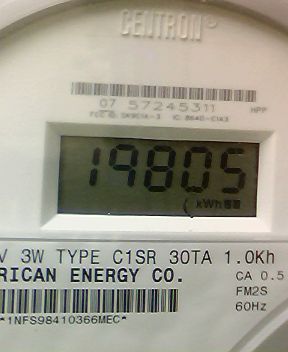 CENTRON®
07 57245311 HPP
19805
kWh
V 3W TYPE C1SR 30TA 1.0Kh
RICAN ENERGY CO. CA 0.5
FM2S
60Hz
*1NFS98410366MEC*